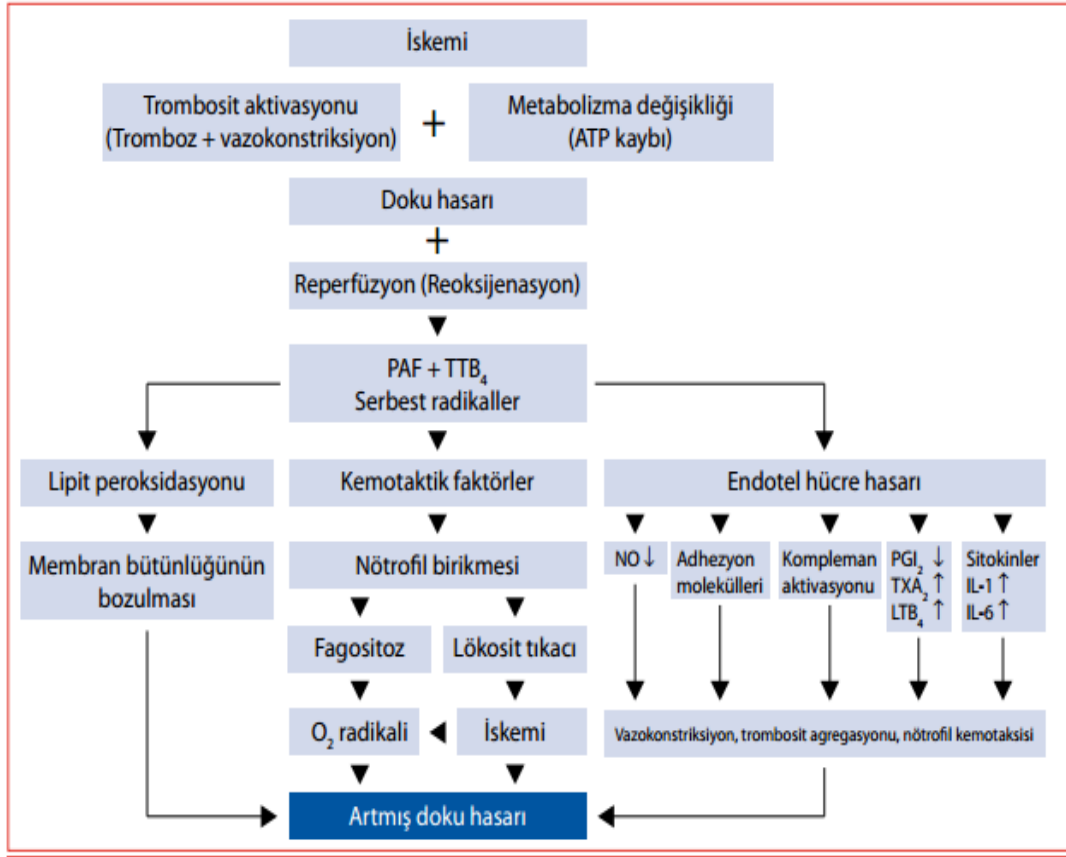 İskemi
Trombosit aktivasyonu
(Tromboz + vazokonstriksiyon)
+
Metabolizma değişikliği
(ATP kaybı)
Doku hasarı
+
Reperfüzyon (Reoksijenasyon)
PAF + TTB₄
Serbest radikaller
Lipit peroksidasyonu
Kemotaktik faktörler
Endotel hücre hasarı
Membran bütünlüğünün
bozulması
Nötrofil birikmesi
NO ↓
Adhezyon
molekülleri
Kompleman
aktivasyonu
PGI₂ ↓
TXA₂ ↑
LTB₄ ↑
Sitokinler
IL-1 ↑
IL-6 ↑
Fagositoz
Lökosit tıkacı
O₂ radikali
İskemi
Vazokonstriksiyon, trombosit agregasyonu, nötrofil kemotaksisi
Artmış doku hasarı